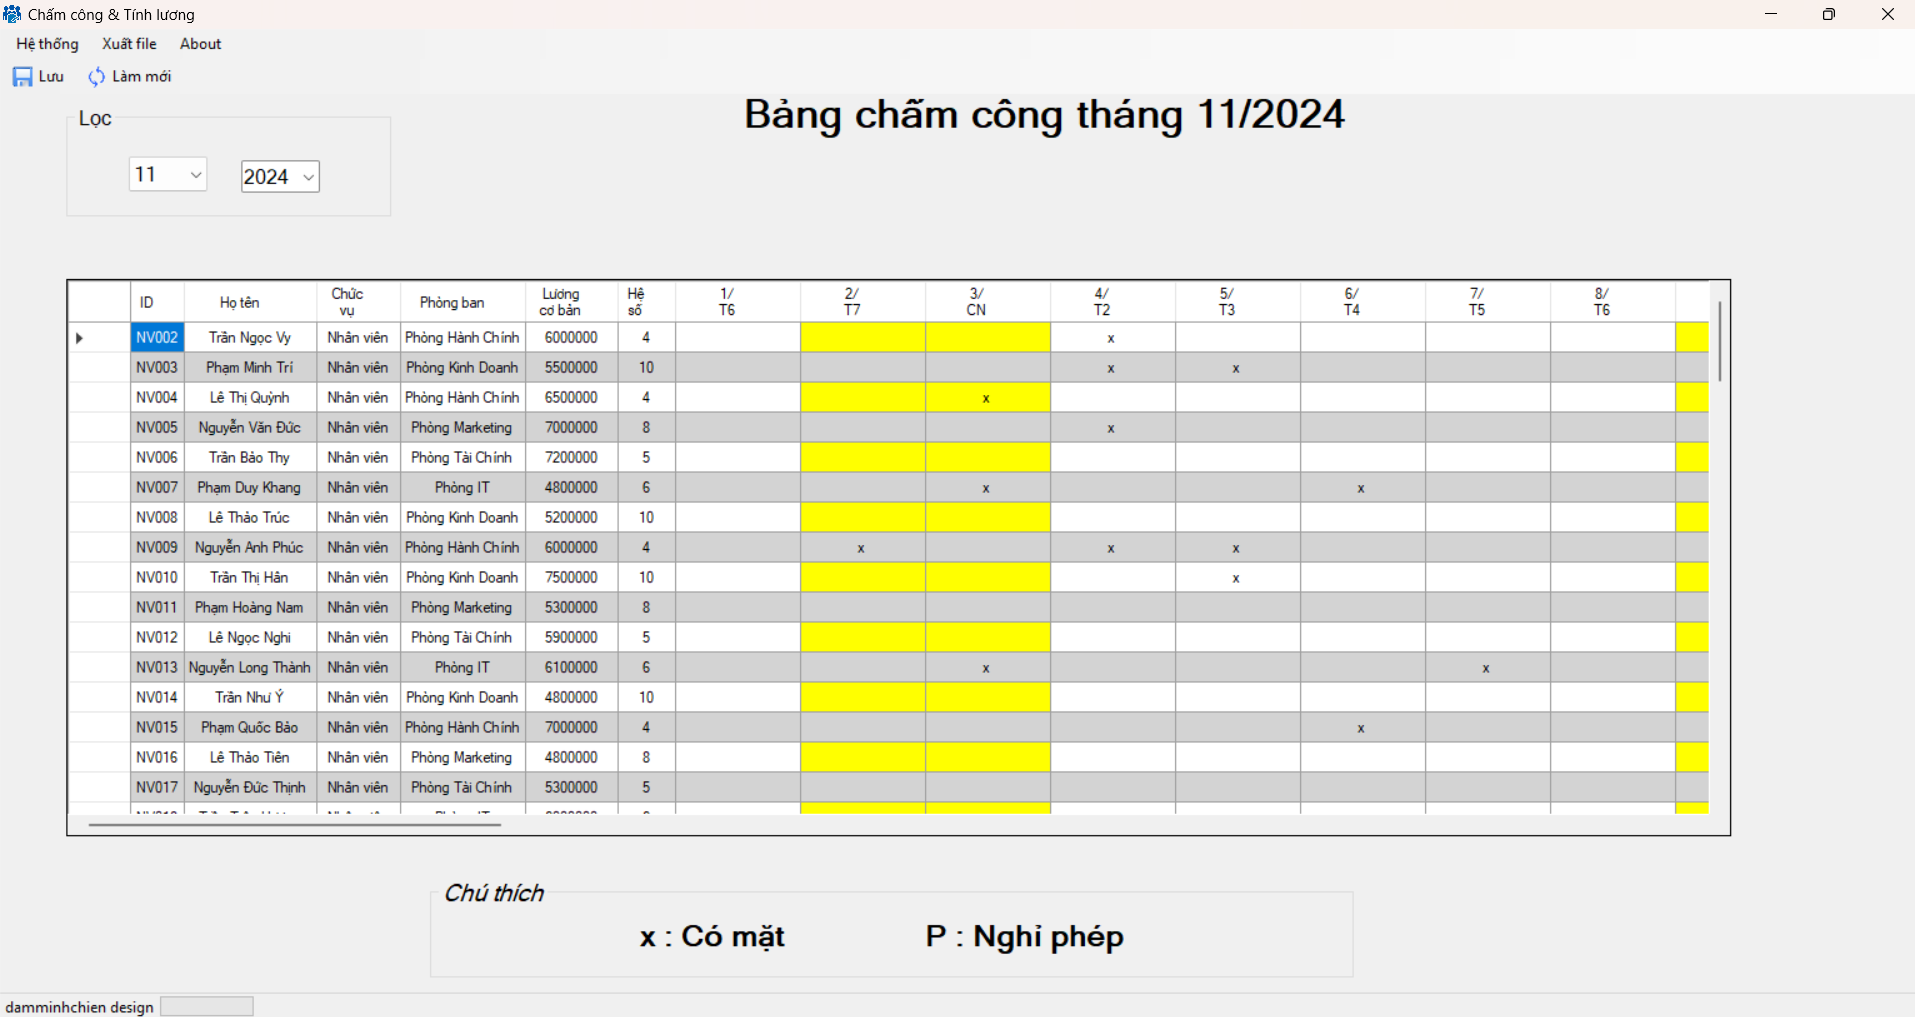 Chấm công & Tính lương
Hệ thống Xuất file About
Lưu Làm mới
Bảng chấm công tháng 11/2024
Lọc
11 2024
ID Họ tên Chức vụ Phòng ban Lương cơ bản Hệ số 1/ T6 2/ T7 3/ CN 4/ T2 5/ T3 6/ T4 7/ T5 8/ T6
NV002 Trần Ngọc Vy Nhân viên Phòng Hành Chính 6000000 4 x
NV003 Phạm Minh Trí Nhân viên Phòng Kinh Doanh 5500000 10 x x
NV004 Lê Thị Quỳnh Nhân viên Phòng Hành Chính 6500000 4 x
NV005 Nguyễn Văn Đức Nhân viên Phòng Marketing 7000000 8 x
NV006 Trần Bảo Thy Nhân viên Phòng Tài Chính 7200000 5
NV007 Phạm Duy Khang Nhân viên Phòng IT 4800000 6 x x
NV008 Lê Thảo Trúc Nhân viên Phòng Kinh Doanh 5200000 10
NV009 Nguyễn Anh Phúc Nhân viên Phòng Hành Chính 6000000 4 x x x
NV010 Trần Thị Hân Nhân viên Phòng Kinh Doanh 7500000 10 x
NV011 Phạm Hoàng Nam Nhân viên Phòng Marketing 5300000 8
NV012 Lê Ngọc Nghi Nhân viên Phòng Tài Chính 5900000 5
NV013 Nguyễn Long Thành Nhân viên Phòng IT 6100000 6 x x
NV014 Trần Như Ý Nhân viên Phòng Kinh Doanh 4800000 10
NV015 Phạm Quốc Bảo Nhân viên Phòng Hành Chính 7000000 4 x
NV016 Lê Thảo Tiên Nhân viên Phòng Marketing 4800000 8
NV017 Nguyễn Đức Thịnh Nhân viên Phòng Tài Chính 5300000 5
Chú thích
x : Có mặt P : Nghỉ phép
damminhchien design